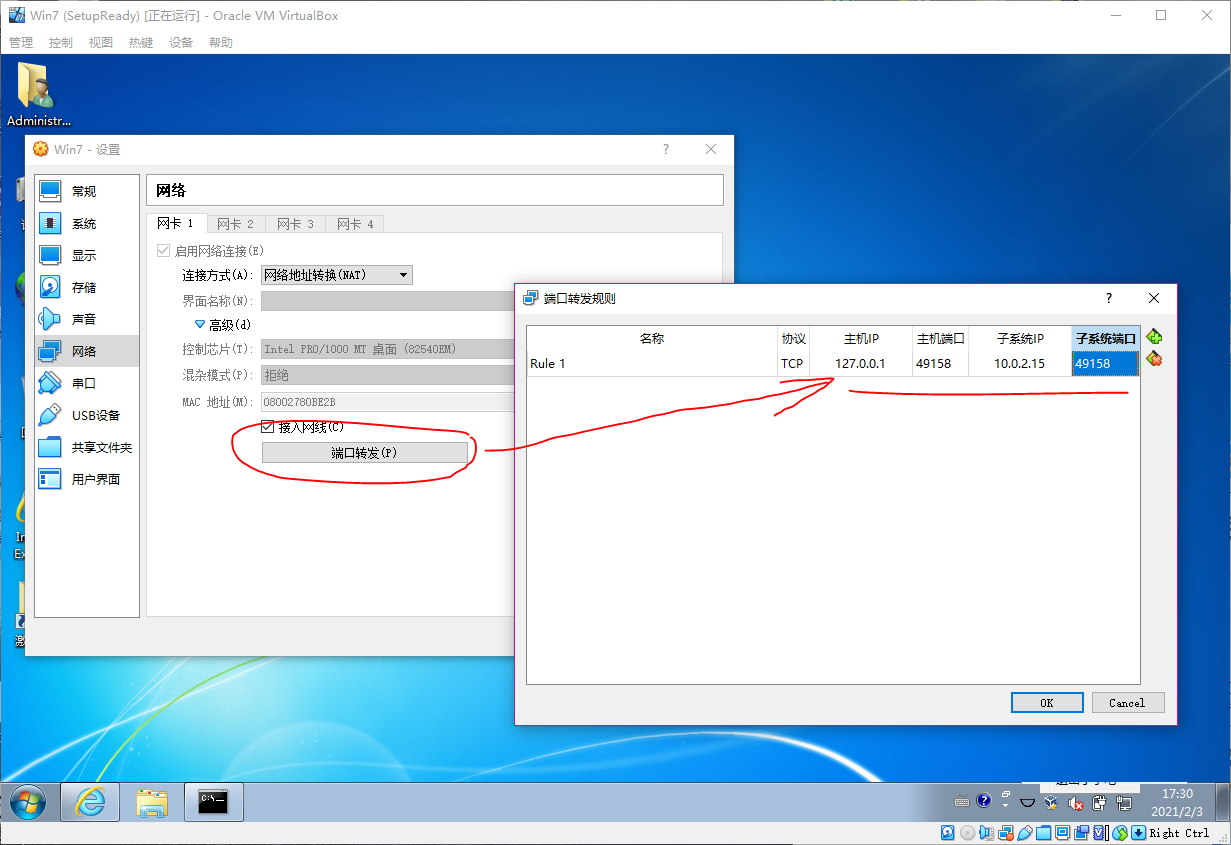 Win7 (SetupReady) [正在运行] - Oracle VM VirtualBox
管理 控制 视图 热键 设备 帮助
Administr...
Win7 - 设置
常规
系统
显示
存储
声音
网络
串口
USB设备
共享文件夹
用户界面
网络
网卡 1 网卡 2 网卡 3 网卡 4
启用网络连接(E)
连接方式(A): 网络地址转换(NAT)
界面名称(N):
高级(d)
控制芯片(T): Intel PRO/1000 MT 桌面 (82540EM)
混杂模式(P): 拒绝
MAC 地址(M): 08002780BE2B
接入网线(C)
端口转发(P)
端口转发规则
名称 协议 主机IP 主机端口 子系统IP 子系统端口
Rule 1 TCP 127.0.0.1 49158 10.0.2.15 49158
OK Cancel
In
Ex
C:\
17:30
2021/2/3
Right Ctrl